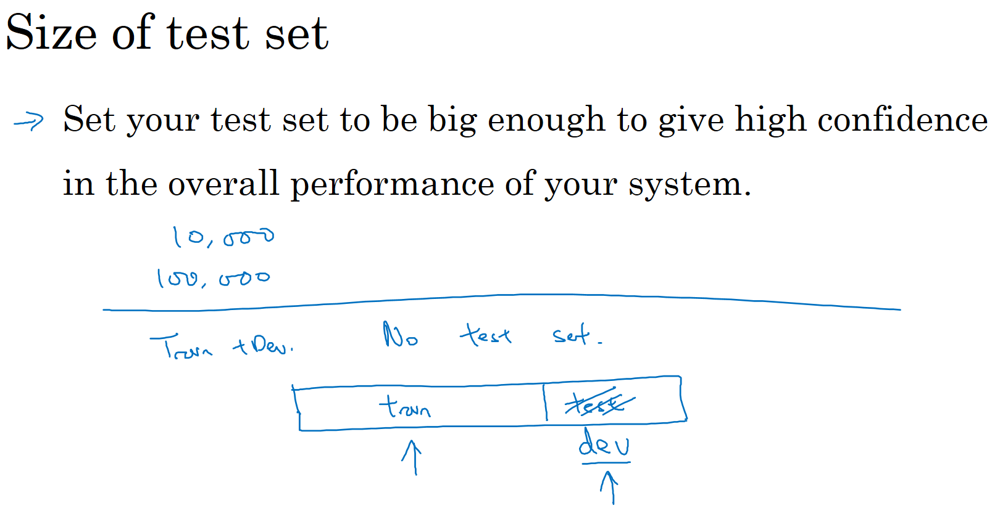 Size of test set
→ Set your test set to be big enough to give high confidence
in the overall performance of your system.
10,000
100,000
Train + Dev. No test set.
train test
dev